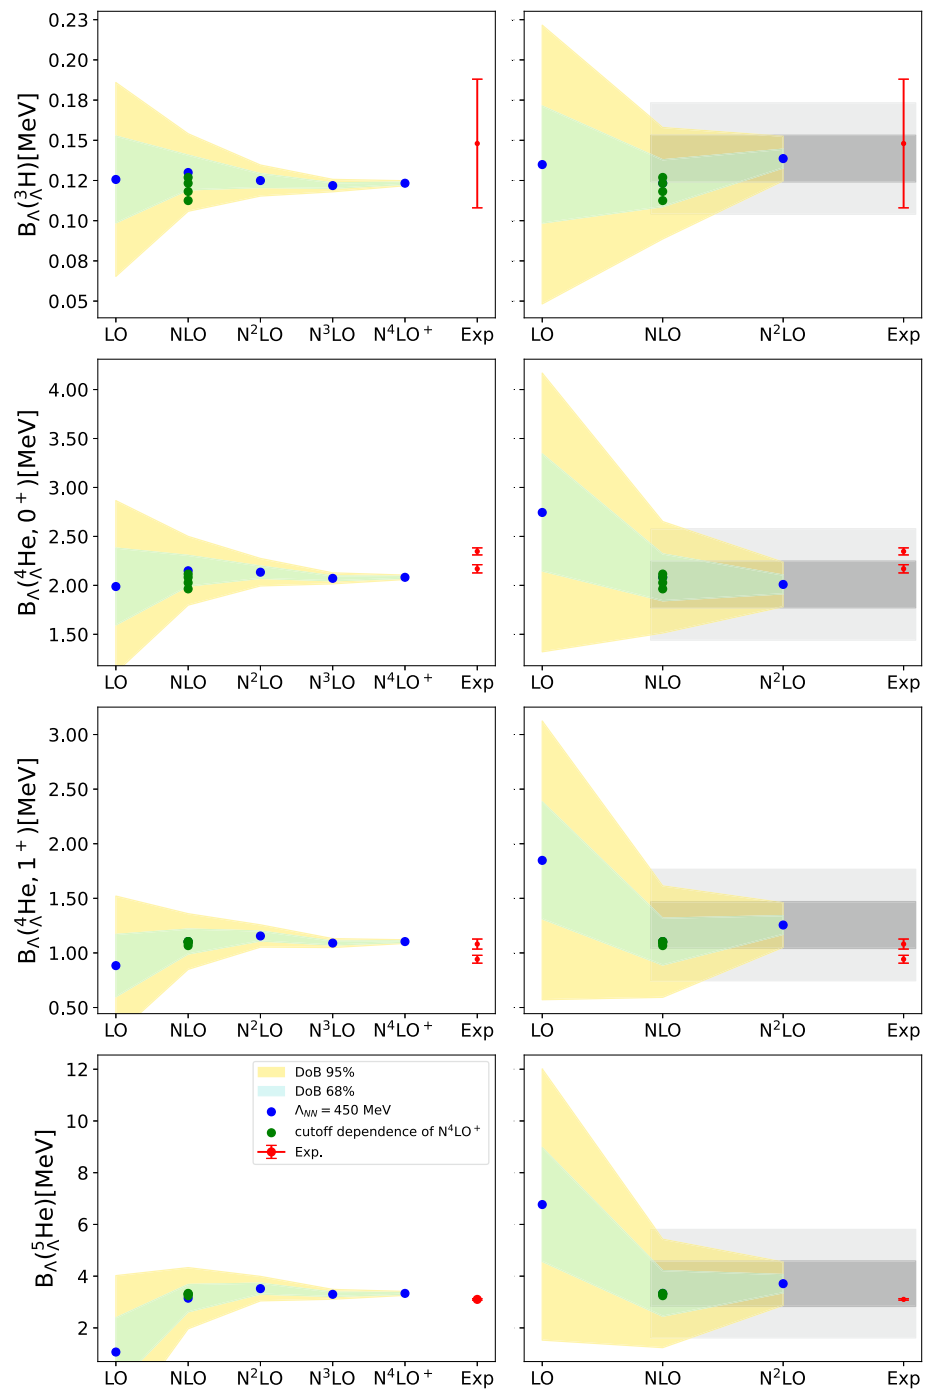 B_Λ(³_ΛH)[MeV]
0.23
0.20
0.18
0.15
0.12
0.10
0.08
0.05
LO NLO N²LO N³LO N⁴LO⁺ Exp
LO NLO N²LO Exp
B_Λ(⁴_ΛHe, 0⁺)[MeV]
4.00
3.50
3.00
2.50
2.00
1.50
LO NLO N²LO N³LO N⁴LO⁺ Exp
LO NLO N²LO Exp
B_Λ(⁴_ΛHe, 1⁺)[MeV]
3.00
2.50
2.00
1.50
1.00
0.50
LO NLO N²LO N³LO N⁴LO⁺ Exp
LO NLO N²LO Exp
B_Λ(⁵_ΛHe)[MeV]
12
10
8
6
4
2
DoB 95%
DoB 68%
Λ_NN = 450 MeV
cutoff dependence of N⁴LO⁺
Exp.
LO NLO N²LO N³LO N⁴LO⁺ Exp
LO NLO N²LO Exp